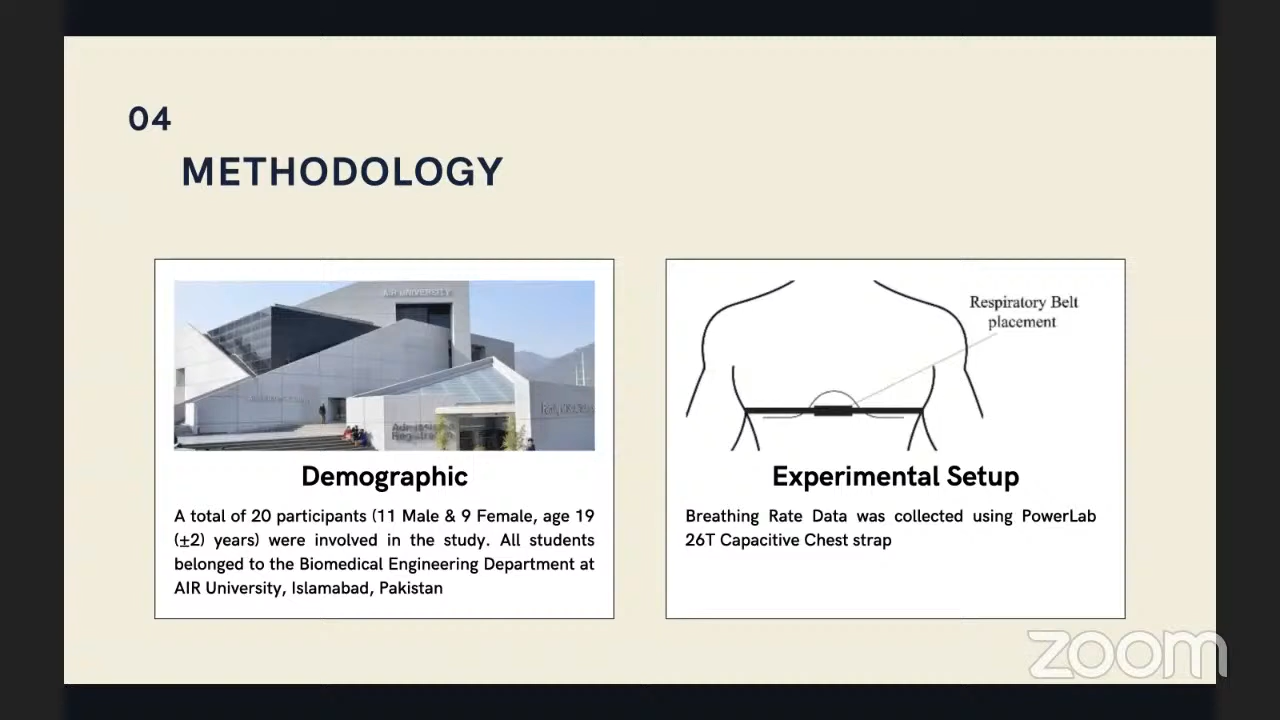 04
METHODOLOGY
AIR UNIVERSITY
Demographic
A total of 20 participants (11 Male & 9 Female, age 19
(±2) years) were involved in the study. All students
belonged to the Biomedical Engineering Department at
AIR University, Islamabad, Pakistan
Respiratory Belt
placement
Experimental Setup
Breathing Rate Data was collected using PowerLab
26T Capacitive Chest strap
zoom